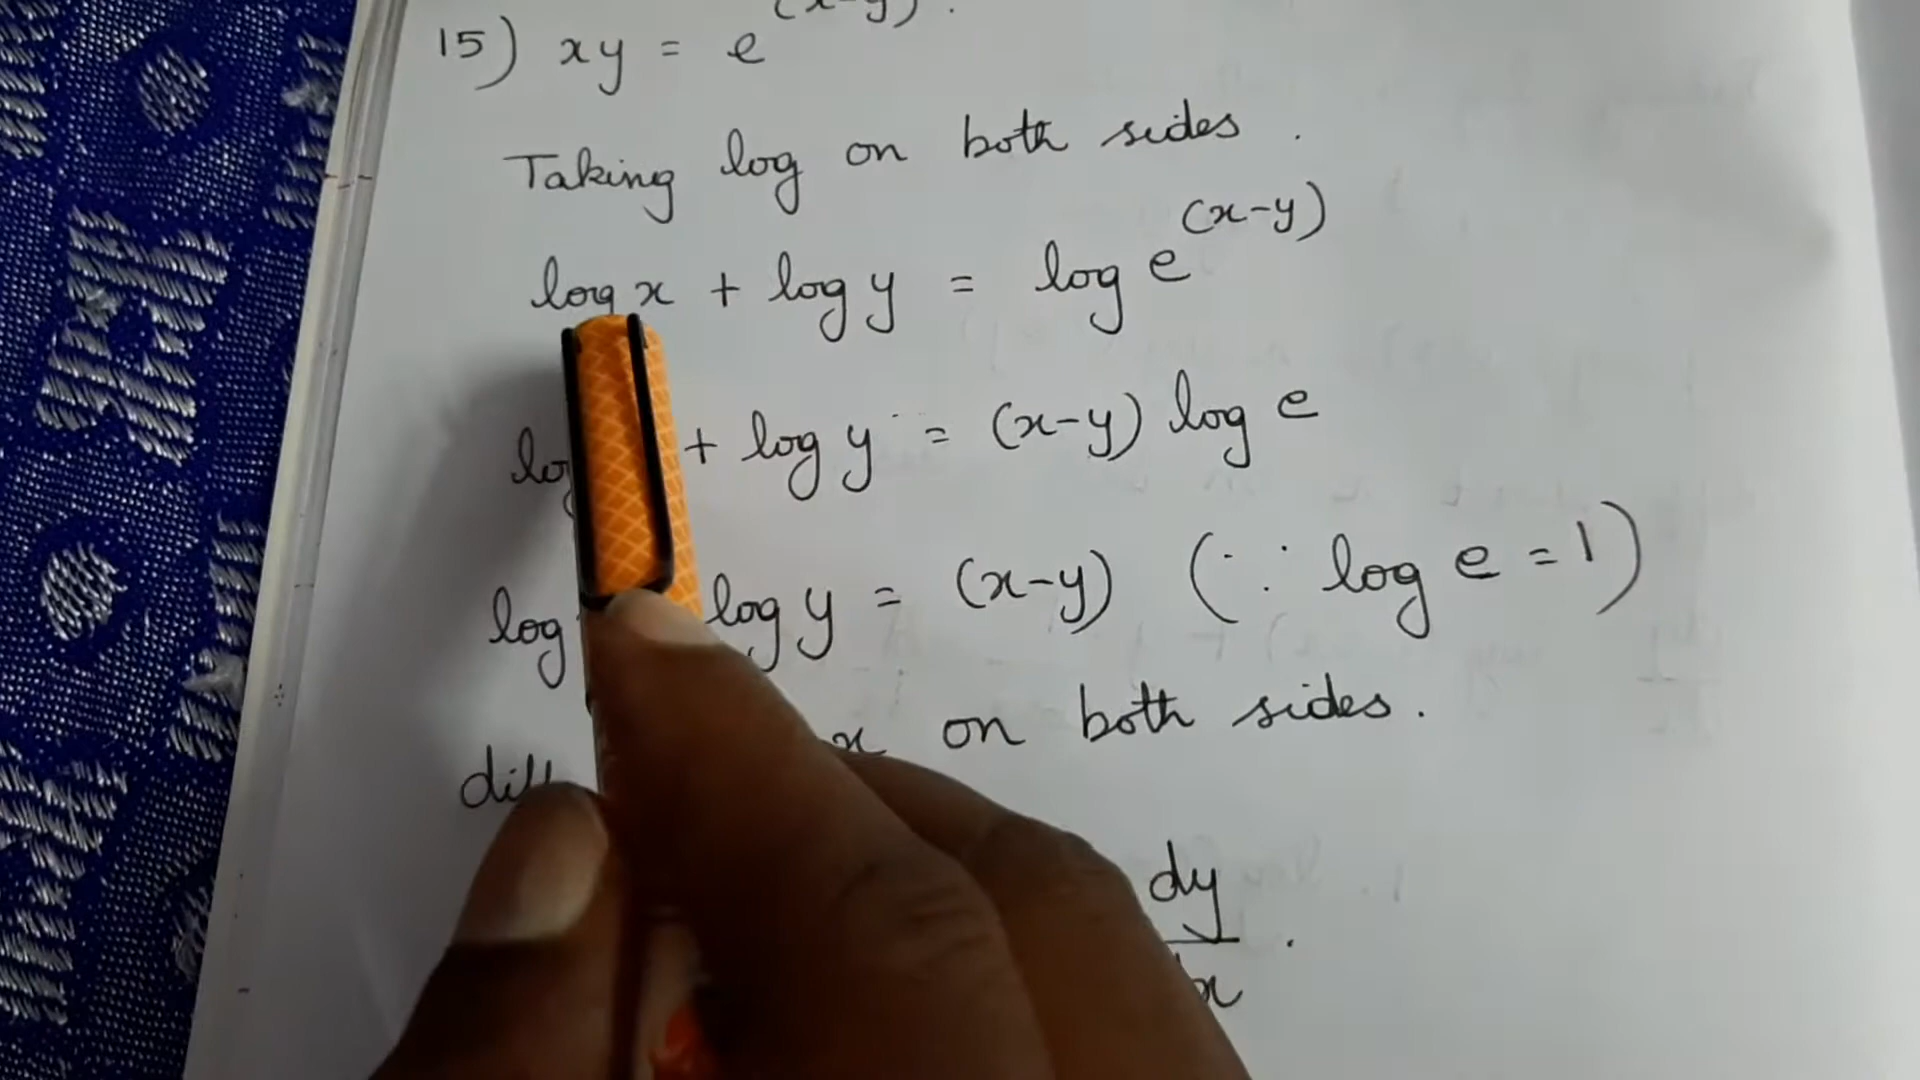 15) xy = e^(x-y).
Taking log on both sides.
log x + log y = log e^(x-y)
+ log y = (x-y) log e
log log y = (x-y) (∵ log e = 1)
x on both sides.
dy